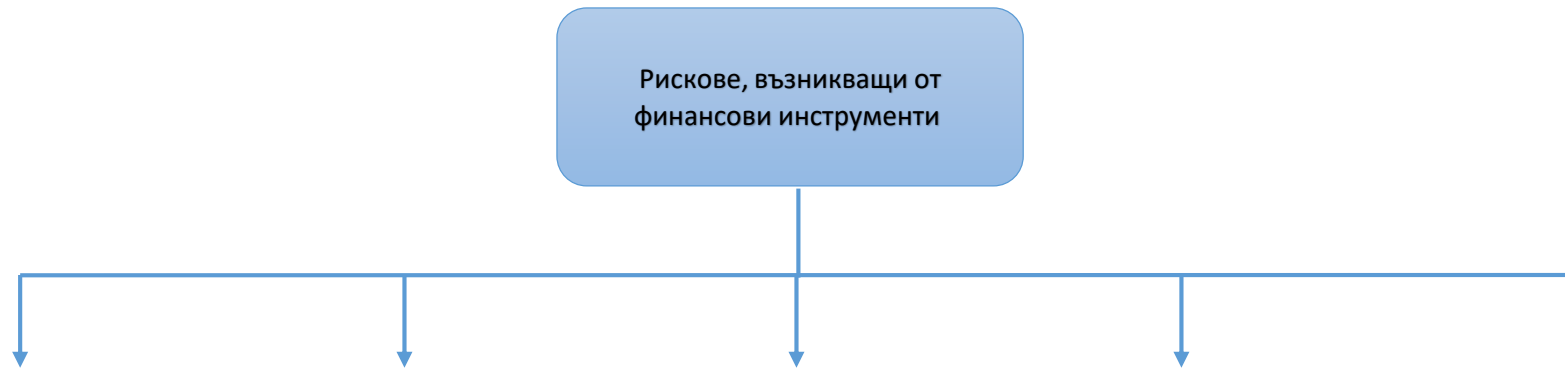 Рискове, възникващи от
финансови инструменти